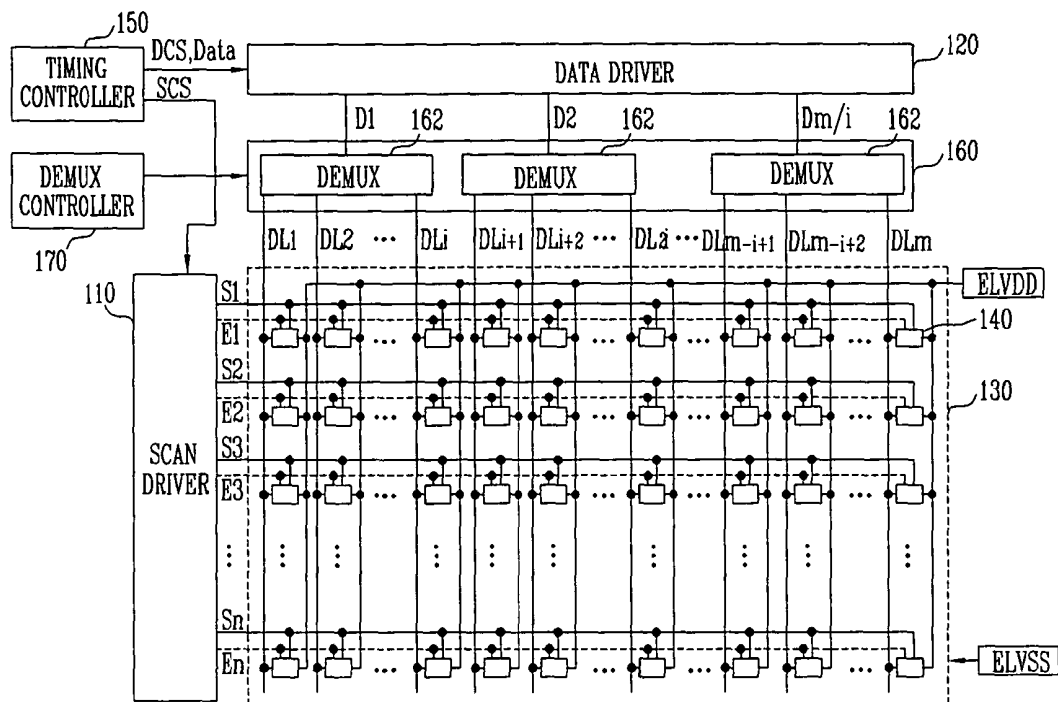 150
TIMING
CONTROLLER
DCS,Data
SCS
DATA DRIVER
120
D1
D2
Dm/i
162
162
162
DEMUX
CONTROLLER
170
DEMUX
DEMUX
DEMUX
160
DL1
DL2
...
DLi
DLi+1
DLi+2
...
DL2i
...
DLm-i+1
DLm-i+2
DLm
110
SCAN
DRIVER
S1
E1
S2
E2
S3
E3
Sn
En
ELVDD
140
130
ELVSS